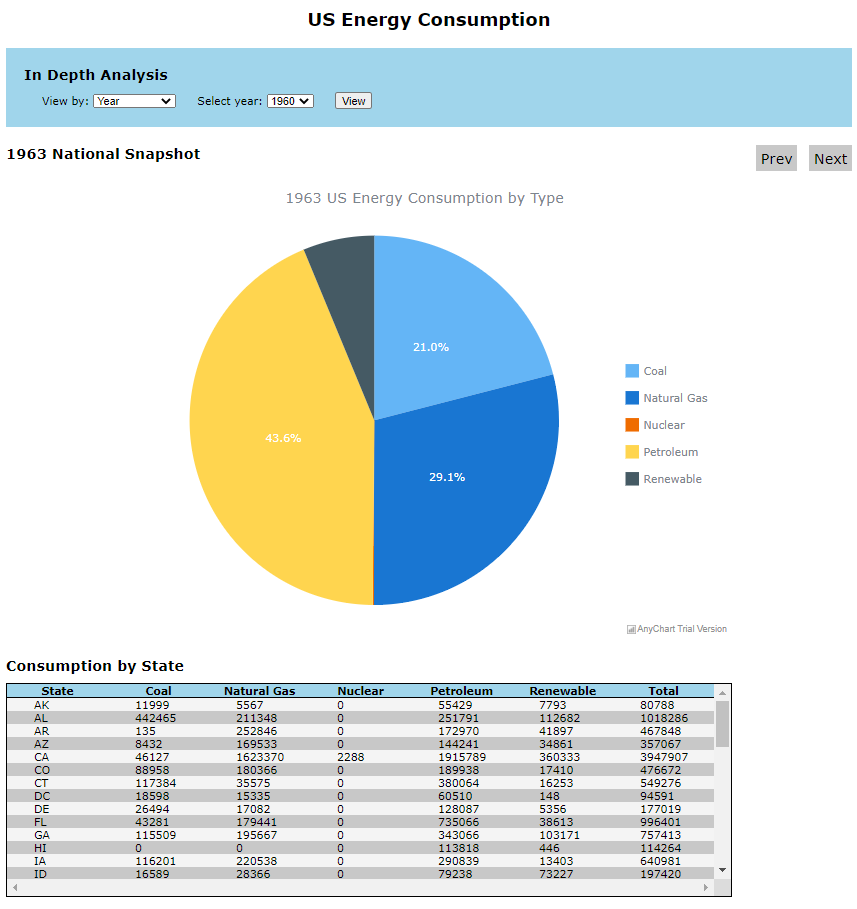 US Energy Consumption
In Depth Analysis
View by: Year Select year: 1960 View
1963 National Snapshot
Prev Next
1963 US Energy Consumption by Type
21.0%
43.6%
29.1%
Coal
Natural Gas
Nuclear
Petroleum
Renewable
AnyChart Trial Version
Consumption by State
State Coal Natural Gas Nuclear Petroleum Renewable Total
AK 11999 5567 0 55429 7793 80788
AL 442465 211348 0 251791 112682 1018286
AR 135 252846 0 172970 41897 467848
AZ 8432 169533 0 144241 34861 357067
CA 46127 1623370 2288 1915789 360333 3947907
CO 88958 180366 0 189938 17410 476672
CT 117384 35575 0 380064 16253 549276
DC 18598 15335 0 60510 148 94591
DE 26494 17082 0 128087 5356 177019
FL 43281 179441 0 735066 38613 996401
GA 115509 195667 0 343066 103171 757413
HI 0 0 0 113818 446 114264
IA 116201 220538 0 290839 13403 640981
ID 16589 28366 0 79238 73227 197420